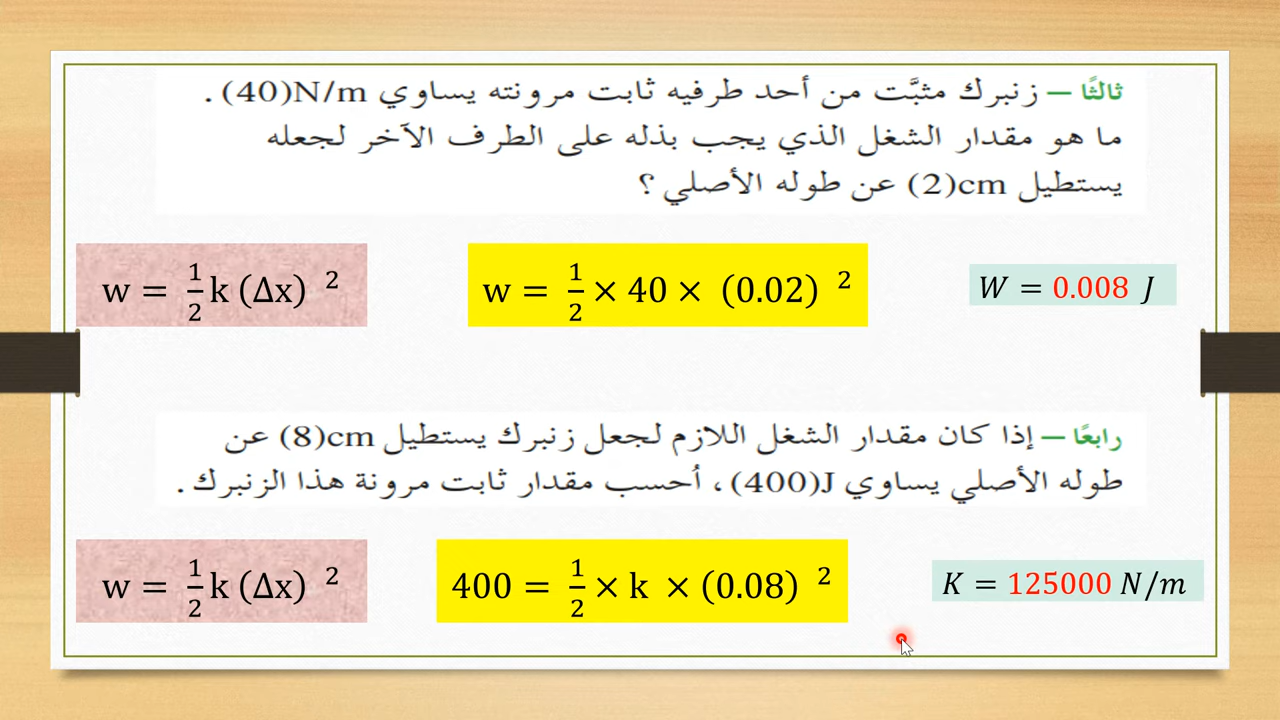 ثالثًا – زنبرك مثبَّت من أحد طرفيه ثابت مرونته يساوي (40)N/m .
ما هو مقدار الشغل الذي يجب بذله على الطرف الآخر لجعله
يستطيل (2)cm عن طوله الأصلي ؟
w = 1/2 k (Δx) ²
w = 1/2 × 40 × (0.02) ²
W = 0.008 J
رابعًا – إذا كان مقدار الشغل اللازم لجعل زنبرك يستطيل (8)cm عن
طوله الأصلي يساوي (400)J ، أحسب مقدار ثابت مرونة هذا الزنبرك .
w = 1/2 k (Δx) ²
400 = 1/2 × k × (0.08) ²
K = 125000 N/m